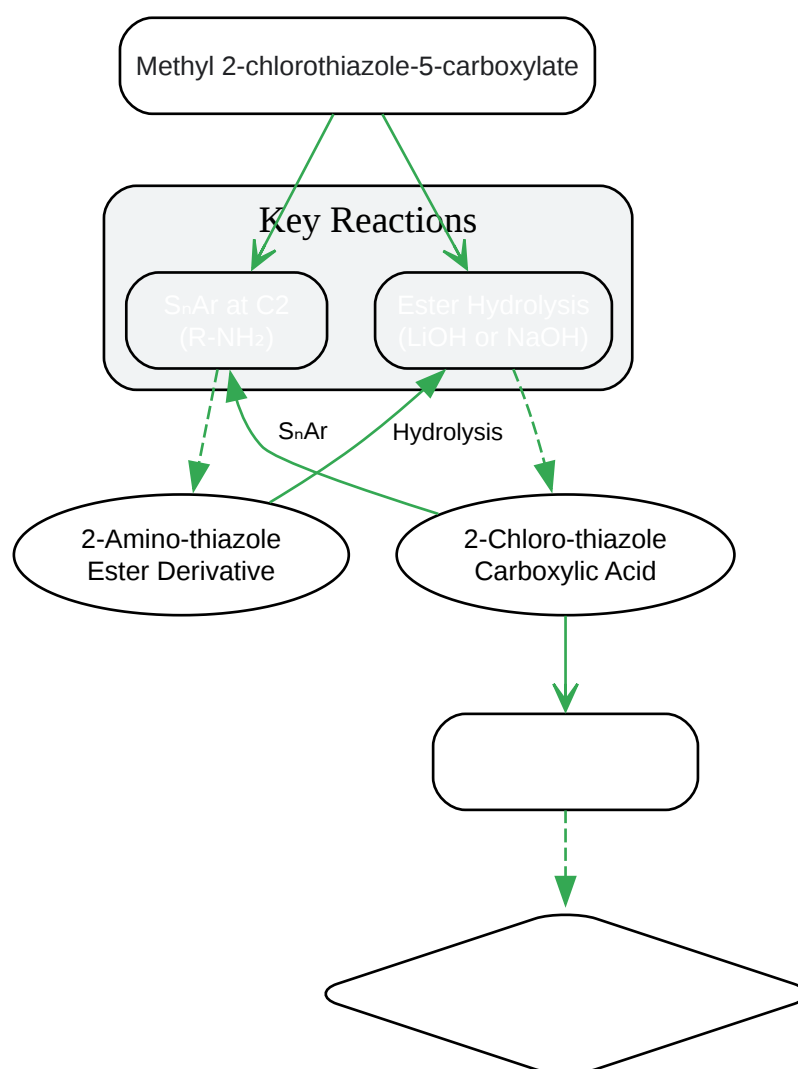 Methyl 2-chlorothiazole-5-carboxylate
Key Reactions
SₙAr at C2
(R-NH₂)
Ester Hydrolysis
(LiOH or NaOH)
SₙAr
Hydrolysis
2-Amino-thiazole
Ester Derivative
2-Chloro-thiazole
Carboxylic Acid